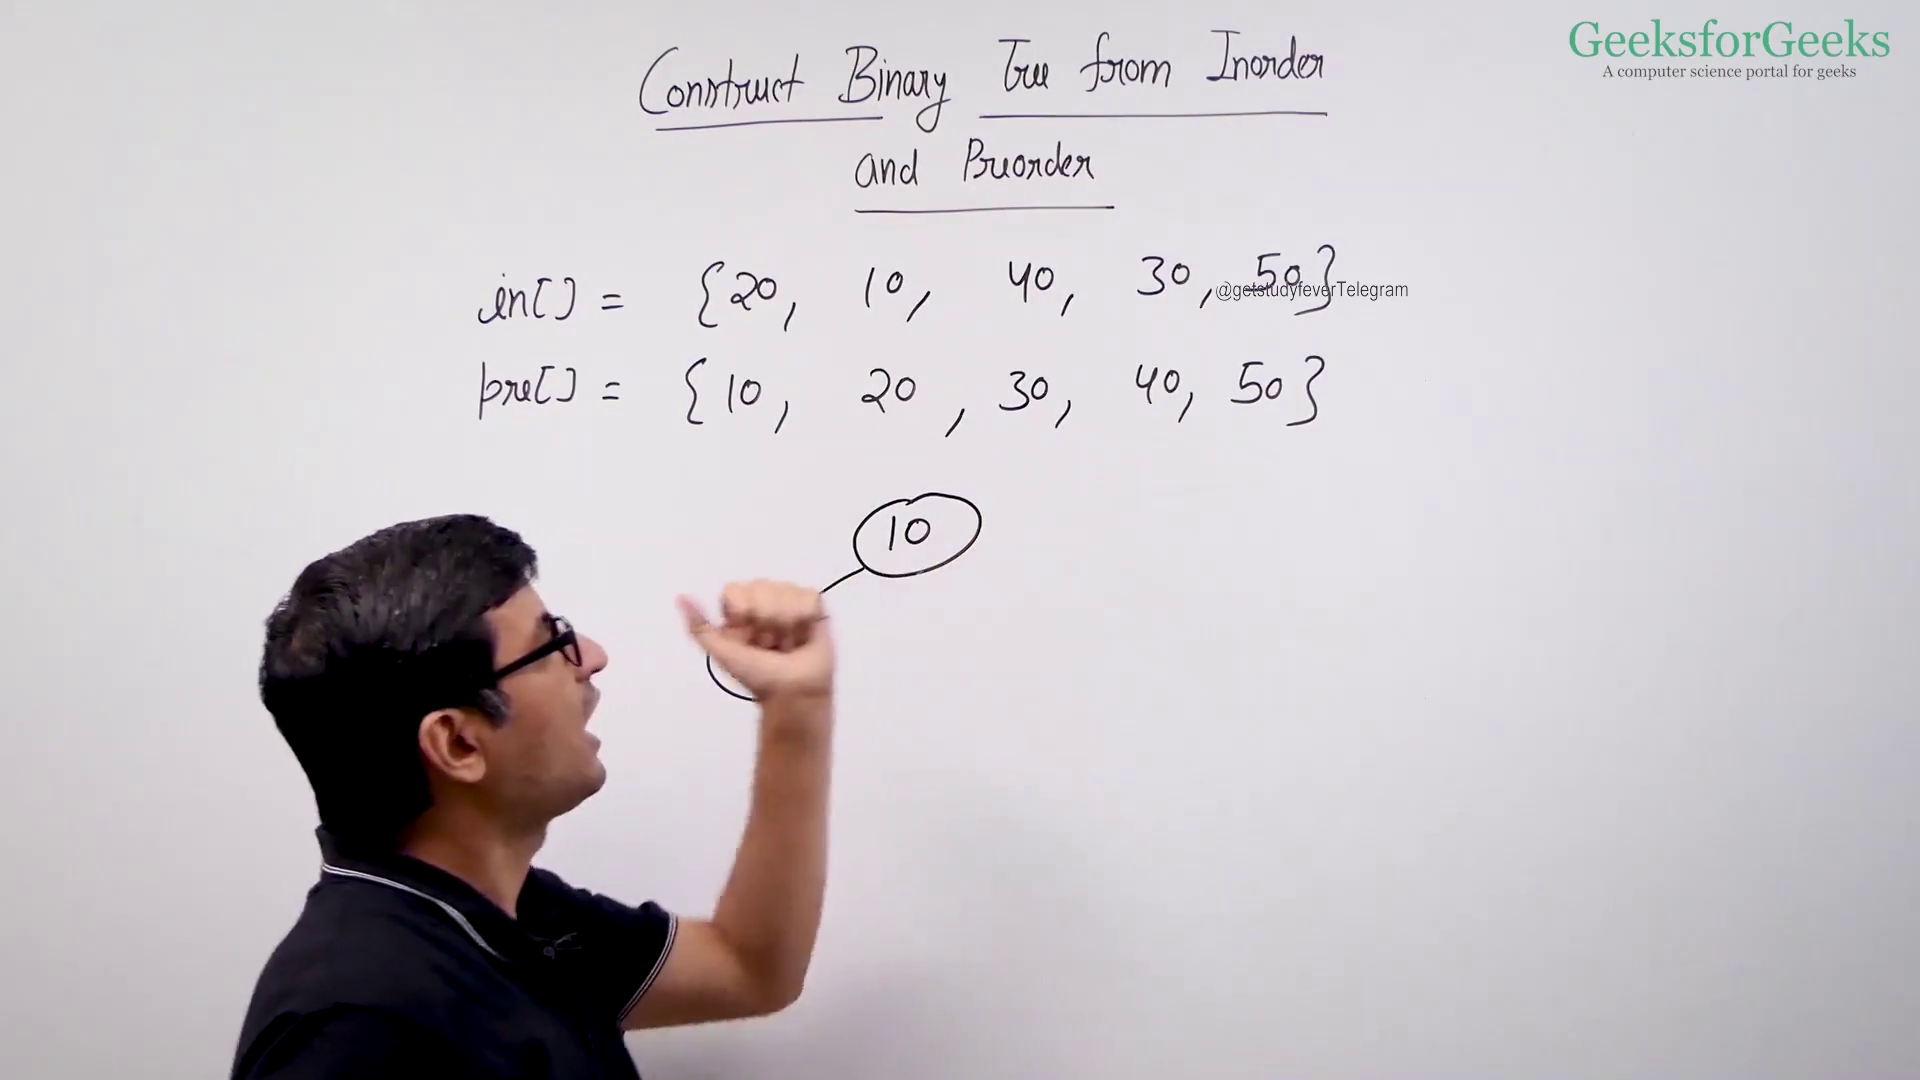 GeeksforGeeks
A computer science portal for geeks
Construct Binary Tree from Inorder
and Preorder
in[] = {20, 10, 40, 30, 50}
@getstudyfeverTelegram
pre[] = {10, 20, 30, 40, 50}
10